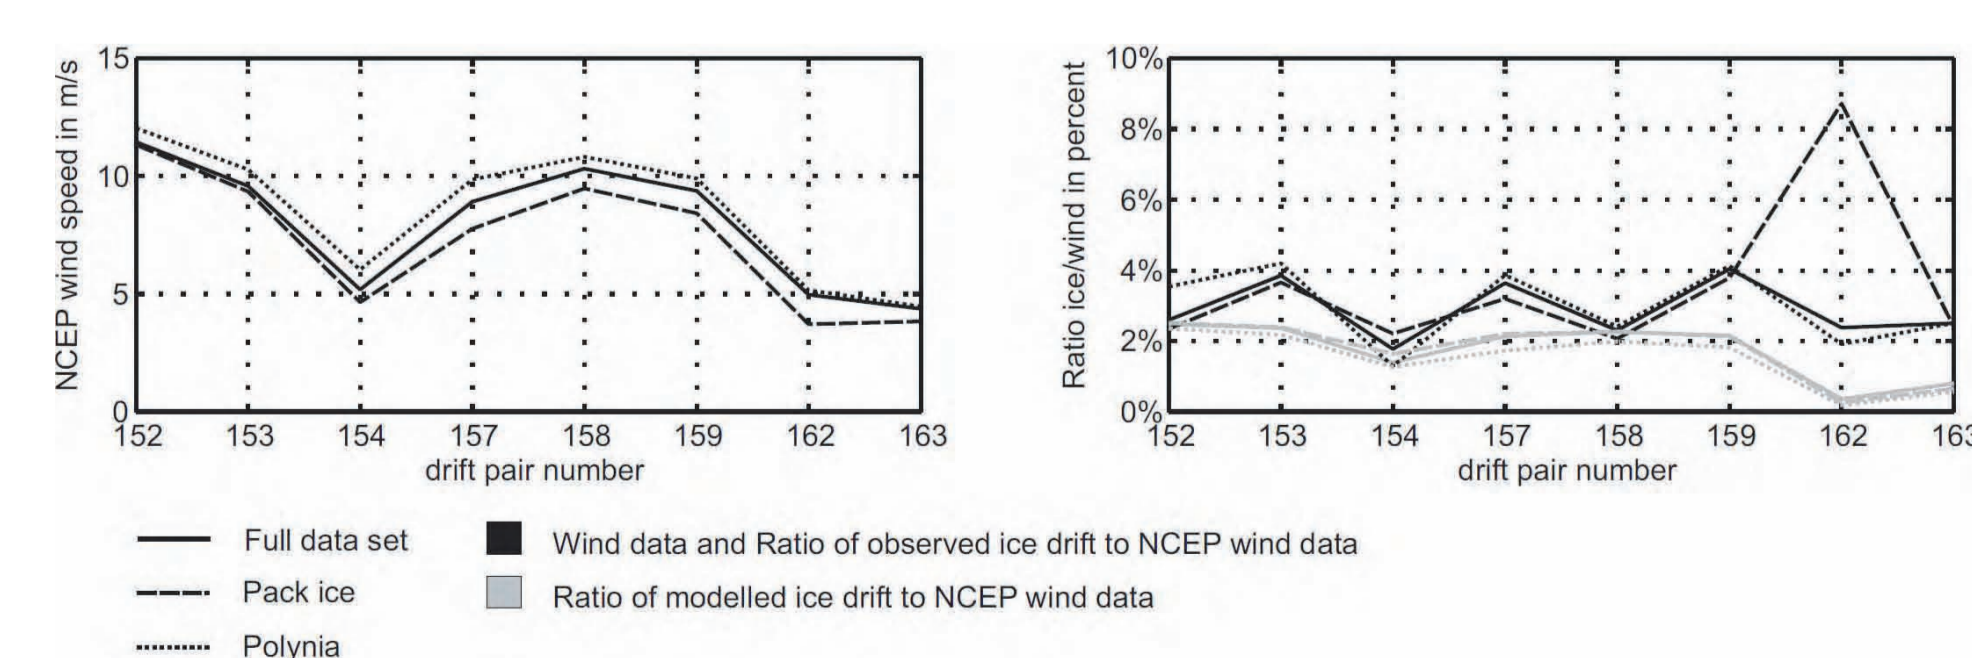 NCEP wind speed in m/s
15
10
5
0
152 153 154 157 158 159 162 163
drift pair number
Ratio ice/wind in percent
10%
8%
6%
4%
2%
0%
152 153 154 157 158 159 162 163
drift pair number
Full data set
Pack ice
Polynia
Wind data and Ratio of observed ice drift to NCEP wind data
Ratio of modelled ice drift to NCEP wind data